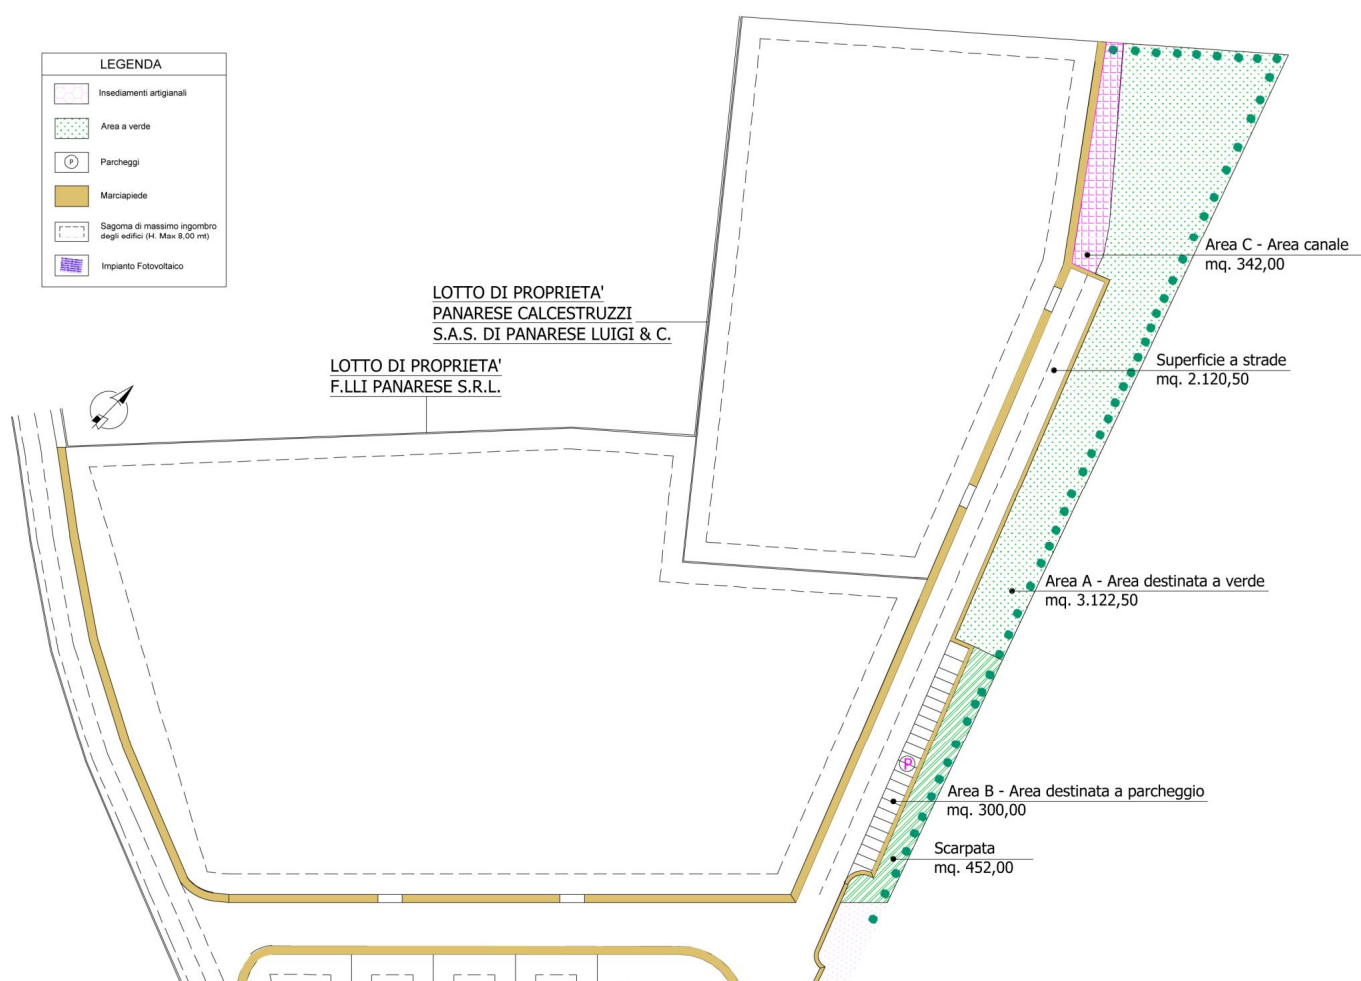 LEGENDA
Insediamenti artigianali
Area a verde
P
Parcheggi
Marciapiede
Sagoma di massimo ingombro
degli edifici (H. Max 8,00 mt)
Impianto Fotovoltaico
LOTTO DI PROPRIETA'
PANARESE CALCESTRUZZI
S.A.S. DI PANARESE LUIGI & C.
LOTTO DI PROPRIETA'
F.LLI PANARESE S.R.L.
Area C - Area canale
mq. 342,00
Superficie a strade
mq. 2.120,50
Area A - Area destinata a verde
mq. 3.122,50
P
Area B - Area destinata a parcheggio
mq. 300,00
Scarpata
mq. 452,00